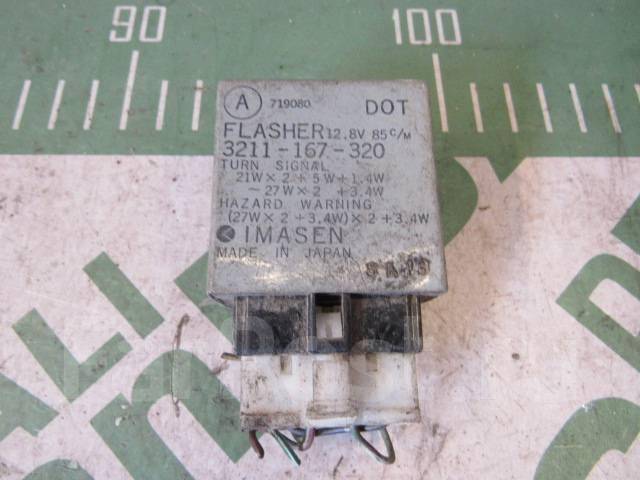 90
100
A 719080 DOT
FLASHER 12.8V 85c/M
3211-167-320
TURN SIGNAL
21W×2+5W+1.4W
~27W×2 +3.4W
HAZARD WARNING
(27W×2+3.4W)×2+3.4W
IMASEN
MADE IN JAPAN